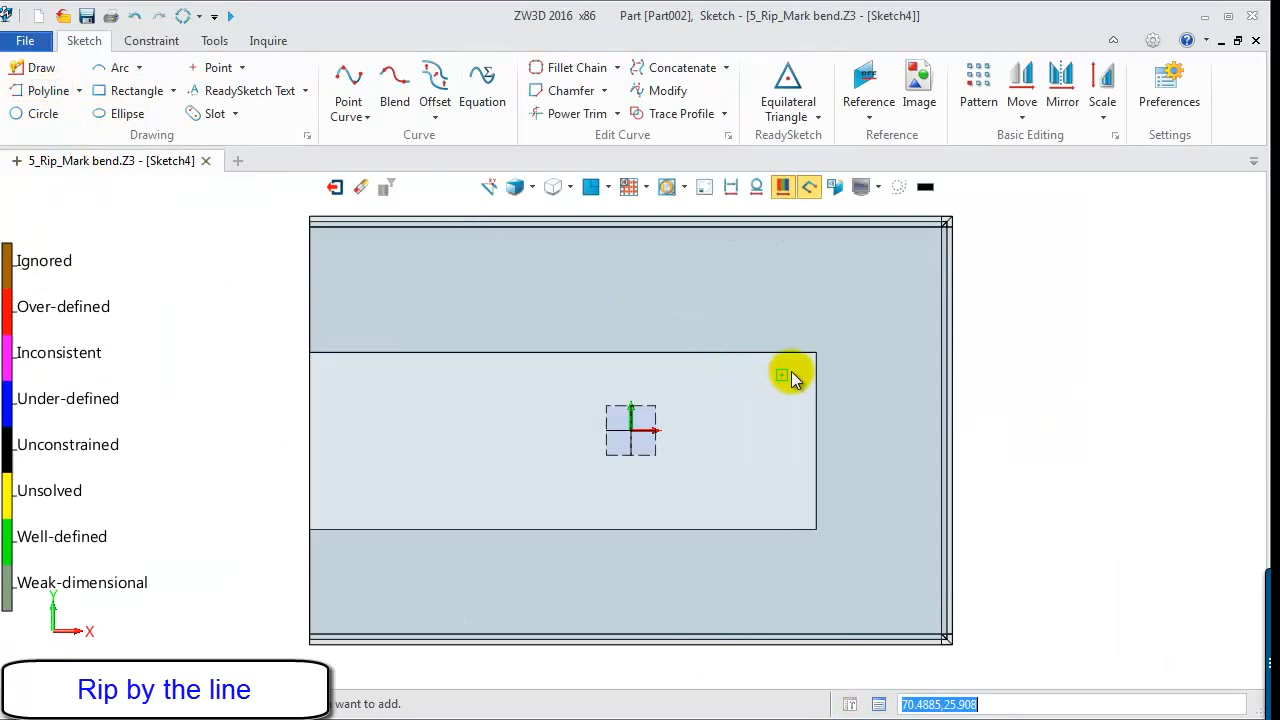 ZW3D 2016 x86 Part [Part002], Sketch - [5_Rip_Mark bend.Z3 - [Sketch4]]
File Sketch Constraint Tools Inquire
Draw Arc Point Fillet Chain Concatenate
Polyline Rectangle ReadySketch Text Chamfer Modify
Circle Ellipse Slot Power Trim Trace Profile
Point Curve Blend Offset Equation Equilateral Triangle Reference Image Pattern Move Mirror Scale Preferences
Drawing Curve Edit Curve ReadySketch Reference Basic Editing Settings
5_Rip_Mark bend.Z3 - [Sketch4]
Ignored
Over-defined
Inconsistent
Under-defined
Unconstrained
Unsolved
Well-defined
Weak-dimensional
Y
X
Rip by the line
want to add.
70.4885,25.908